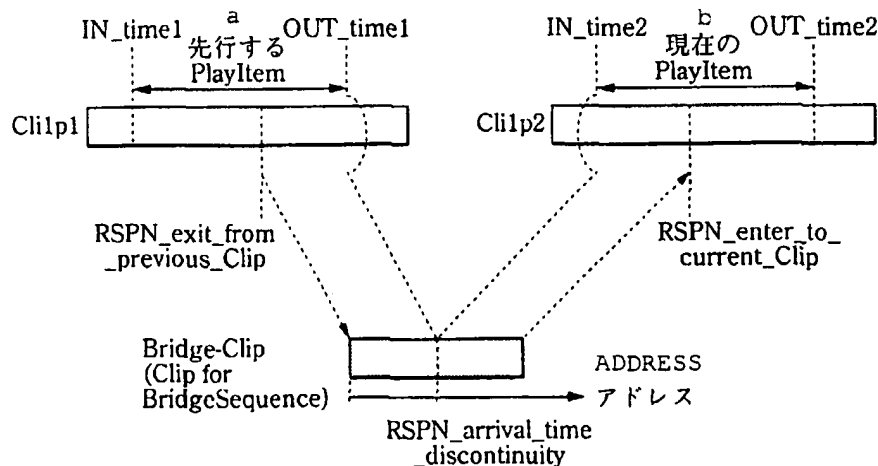 a
IN_time1
先行する
OUT_time1
PlayItem
b
IN_time2
現在の
OUT_time2
PlayItem
Cli1p1
Cli1p2
RSPN_exit_from
_previous_Clip
RSPN_enter_to_
current_Clip
Bridge-Clip
(Clip for
BridgeSequence)
ADDRESS
アドレス
RSPN_arrival_time
_discontinuity